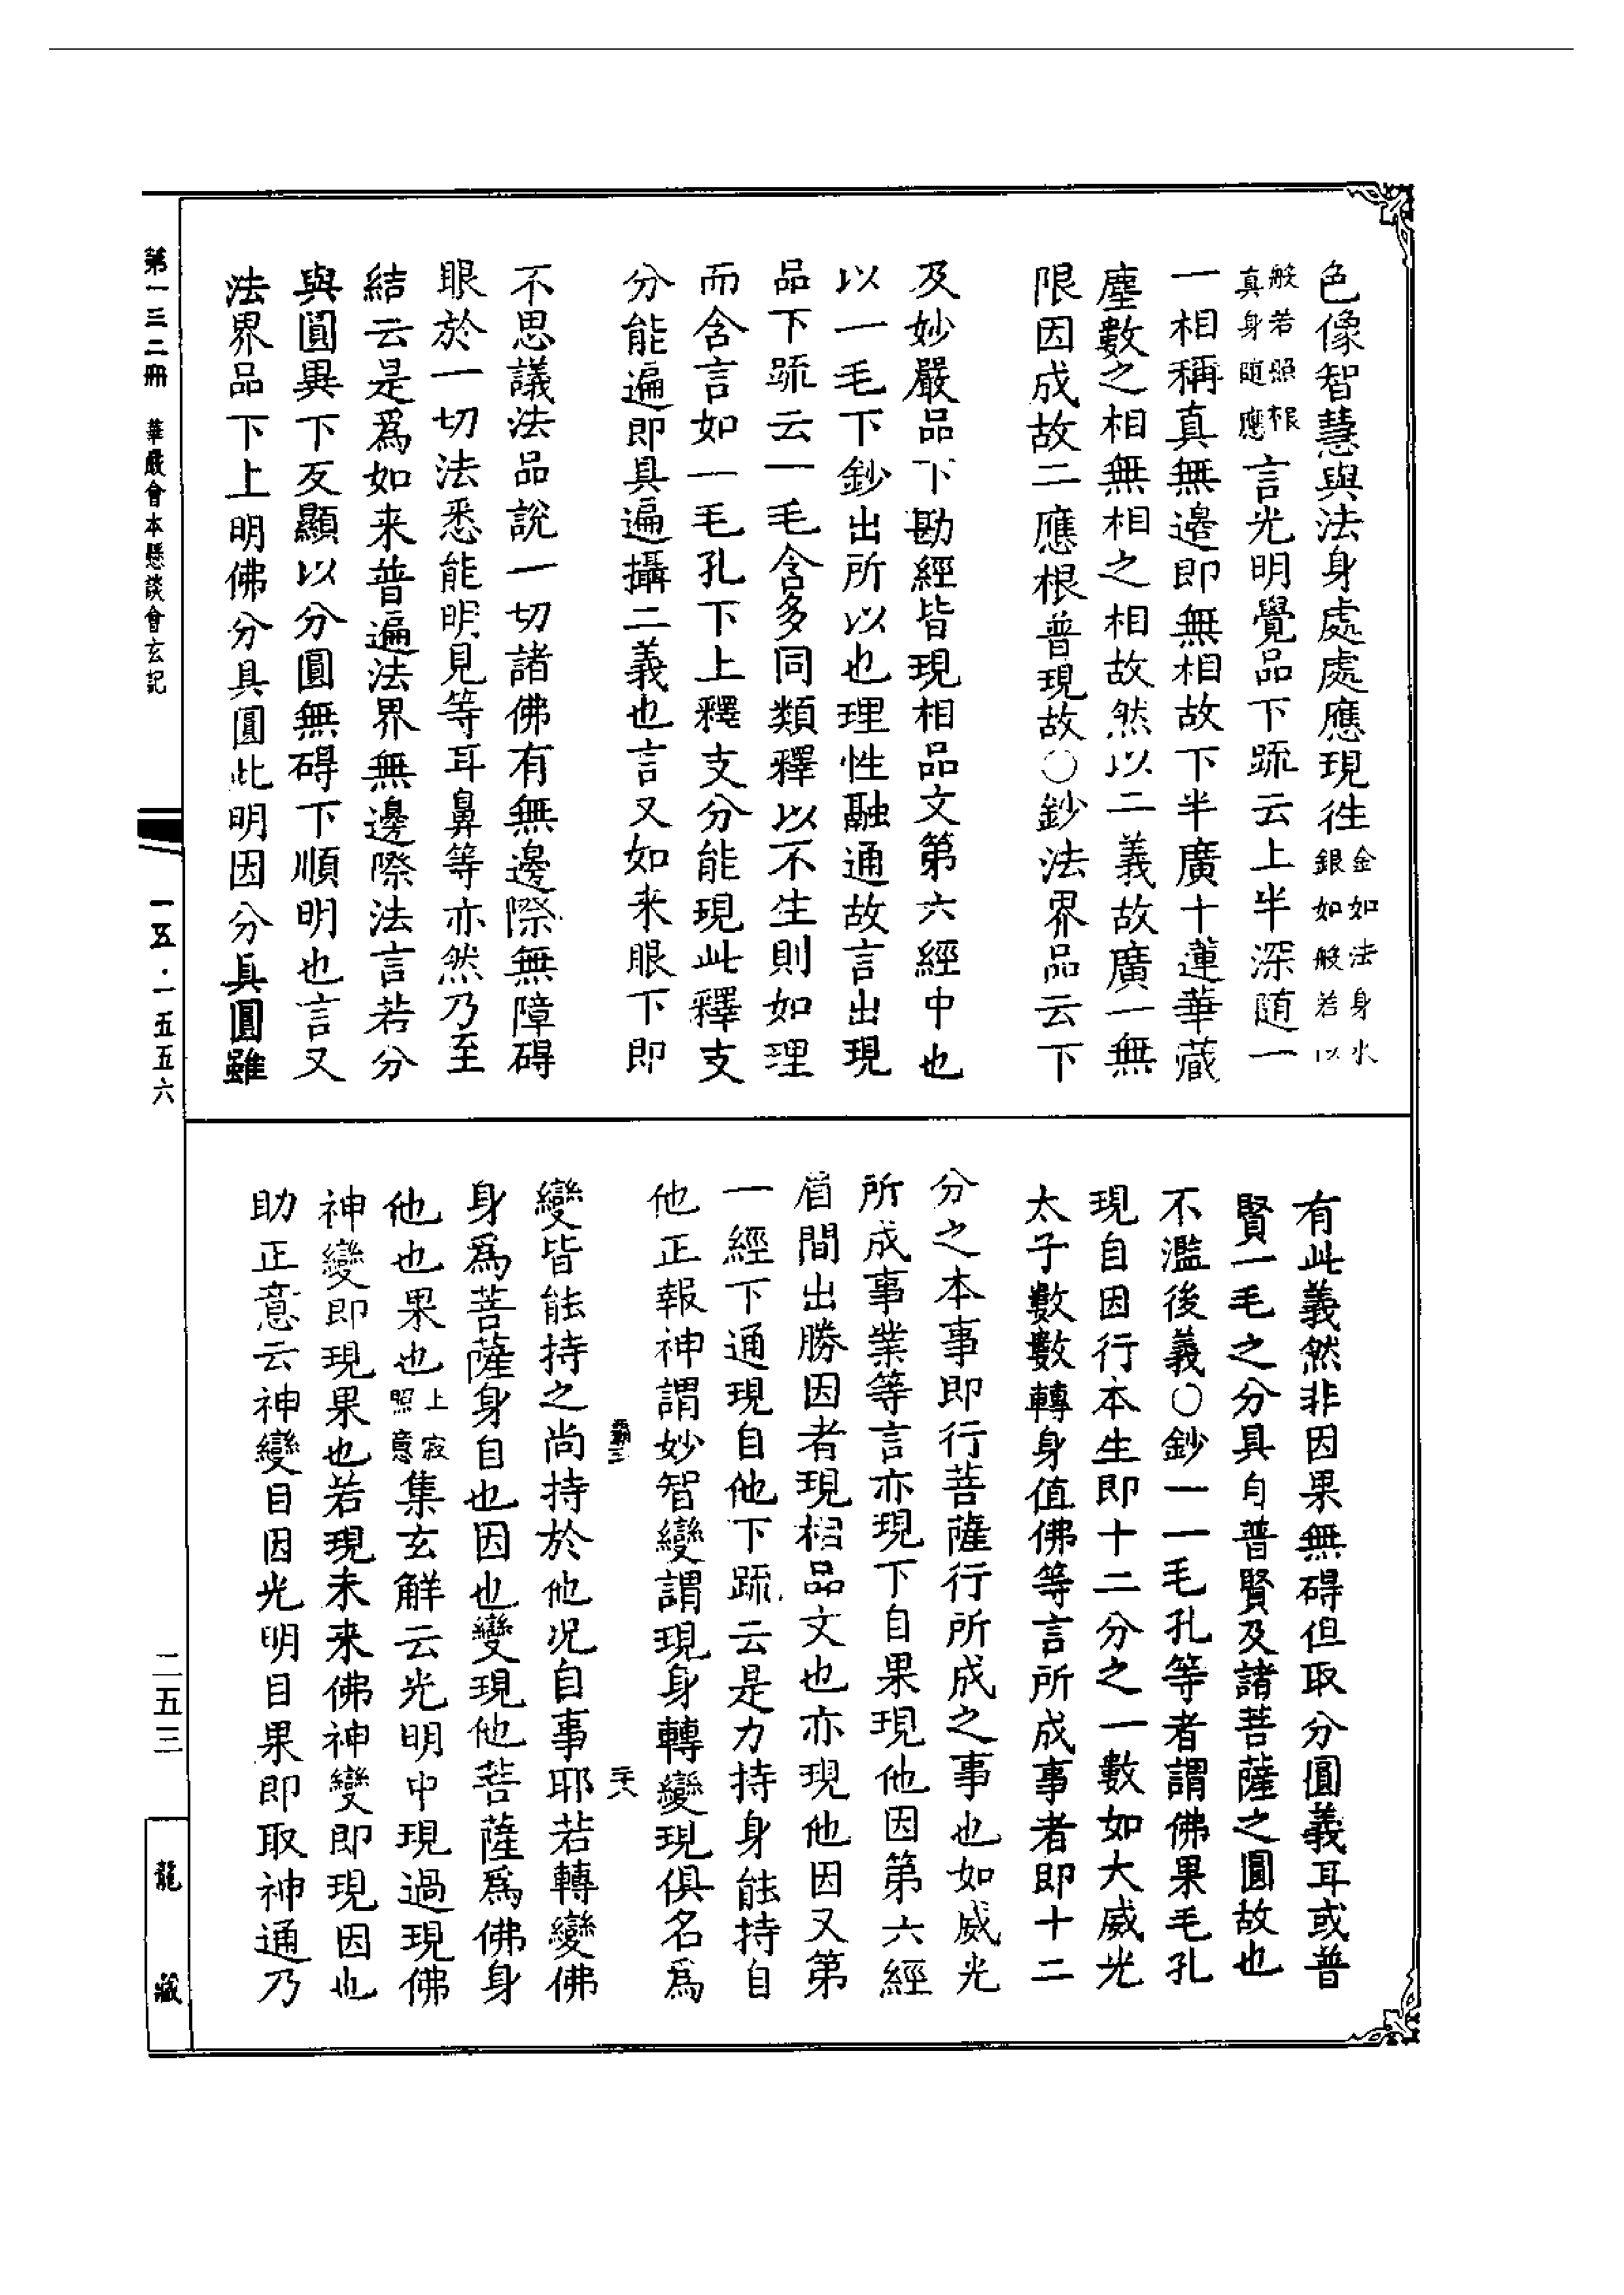 色像智慧與法身處處應現往金如法身水銀如般若以
般若照根真身隨應言光明覺品下䟽云上半深隨一
一相稱真無邊即無相故下半廣十蓮華藏
塵數之相無相之相故然以二義故廣一無
限因成故二應根普現故○鈔法界品云下
及妙嚴品下勘經皆現相品文第六經中也
以一毛下鈔出所以也理性融通故言出現
品下䟽云一毛含多同類釋以不生則如理
而含言如一毛孔下上釋支分能現此釋支
分能遍即具遍攝二義也言又如来眼下即
不思議法品說一切諸佛有無邊際無障碍
眼於一切法悉能明見等耳鼻等亦然乃至
結云是為如来普遍法界無邊際法言若分
與圓異下反顯以分圓無碍下順明也言又
法界品下上明佛分具圓此明因分具圓雖
有此義然非因果無碍但取分圓義耳或普
賢一毛之分具自普賢及諸菩薩之圓故也
不濫後義○鈔一一毛孔等者謂佛果毛孔
現自因行本生即十二分之一數如大威光
太子數數轉身值佛等言所成事者即十二
分之本事即行菩薩行所成之事也如威光
所成事業等言亦現下自果現他因第六經
眉間出勝因者現相品文也亦現他因又第
一經下通現自他下䟽云是力持身能持自
他正報神謂妙智變謂現身轉變現俱名為
變皆能持之尚持於他况自事耶若轉變佛
身為菩薩身自也因也變現他菩薩為佛身
他也果也上寂照意集玄解云光明中現過現佛
神變即現果也若現未来佛神變即現因也
助正意云神變目因光明目果即取神通乃
第一三二冊 華嚴會本懸談會玄記
一五五·一五五六
二五三
龍藏